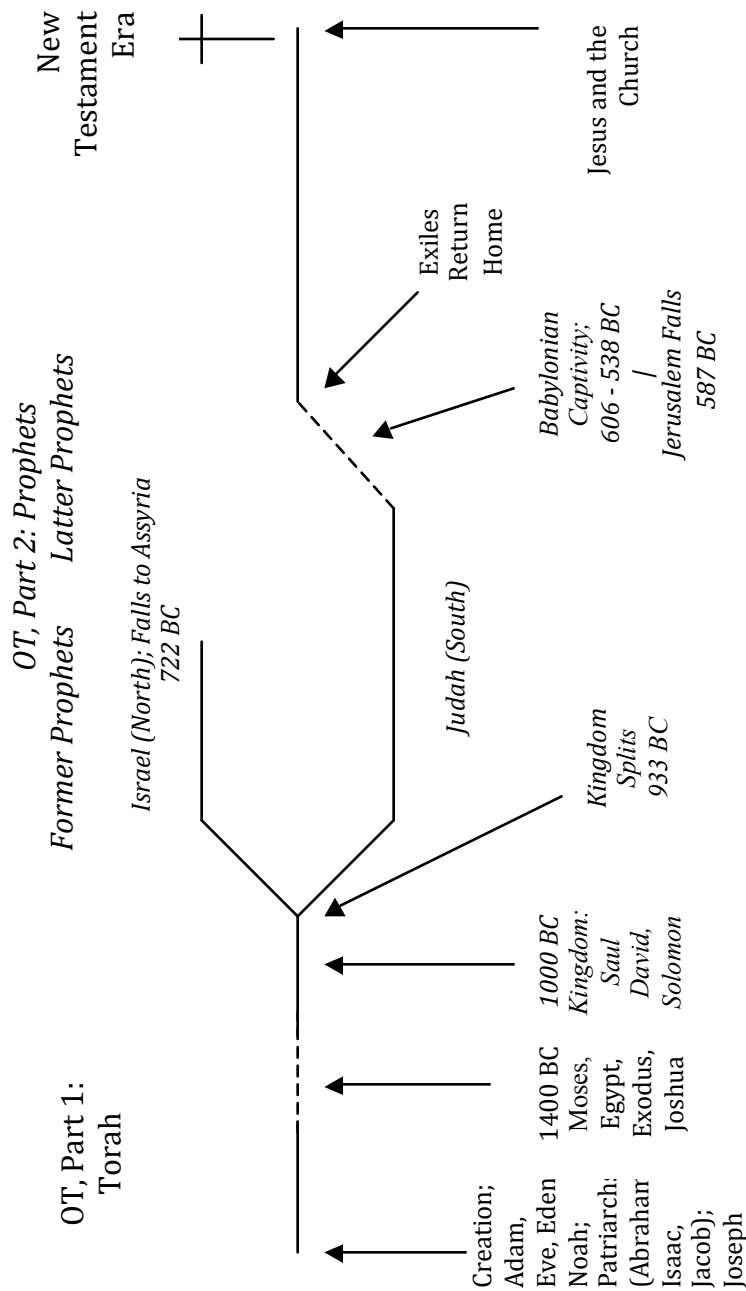 OT, Part 1:
Torah
OT, Part 2: Prophets
Former Prophets Latter Prophets
New
Testament
Era
Israel (North); Falls to Assyria
722 BC
Judah (South)
Exiles
Return
Home
Creation;
Adam,
Eve, Eden
Noah;
Patriarchs
(Abraham
Isaac,
Jacob);
Joseph
1400 BC
Moses,
Egypt,
Exodus,
Joshua
1000 BC
Kingdom:
Saul
David,
Solomon
Kingdom
Splits
933 BC
Babylonian
Captivity;
606 - 538 BC
/
Jerusalem Falls
587 BC
Jesus and the
Church